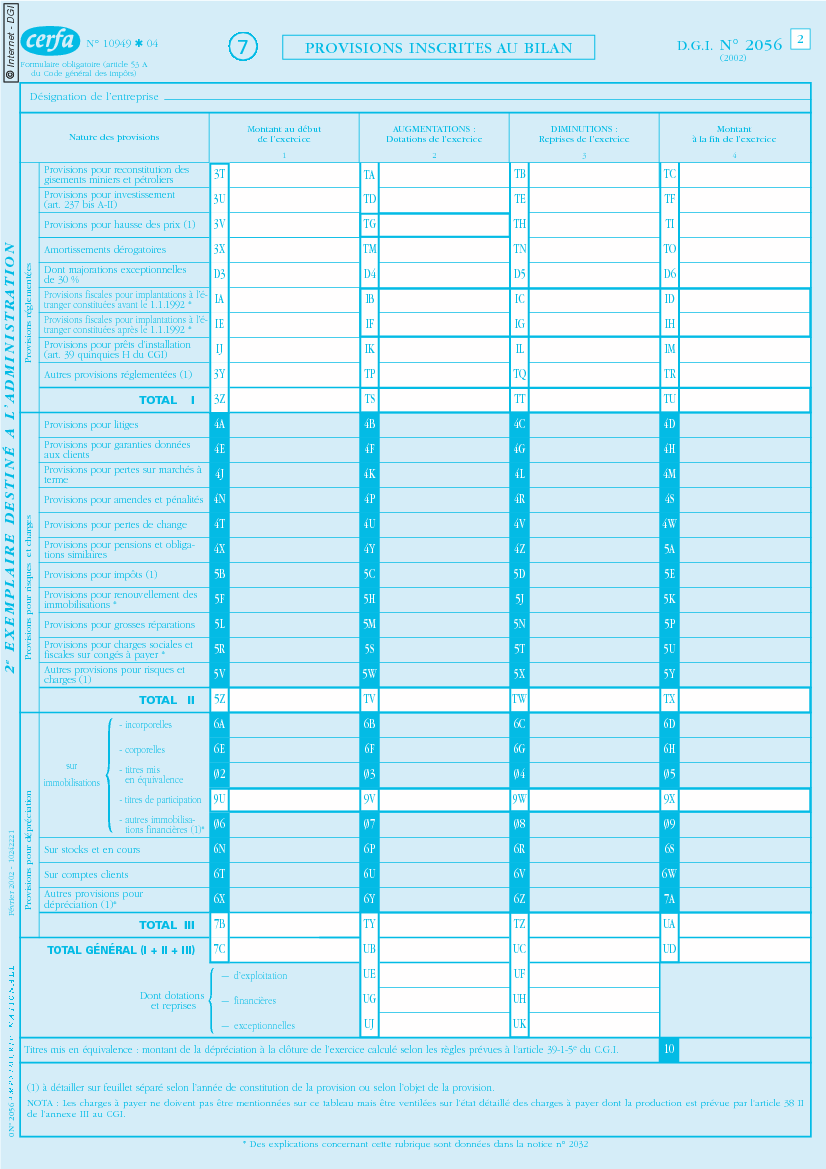 © Internet - DGI
cerfa
N° 10949 ✱ 04
Formulaire obligatoire (article 53 A
du Code général des impôts)
7
PROVISIONS INSCRITES AU BILAN
D.G.I. N° 2056
(2002)
2
Désignation de l'entreprise
Nature des provisions
Montant au début
de l'exercice
1
AUGMENTATIONS :
Dotations de l'exercice
2
DIMINUTIONS :
Reprises de l'exercice
3
Montant
à la fin de l'exercice
4
2e EXEMPLAIRE DESTINÉ A L'ADMINISTRATION
Provisions réglementées
Provisions pour reconstitution des
gisements miniers et pétroliers
3T TA TB TC
Provisions pour investissement
(art. 237 bis A-II)
3U TD TE TF
Provisions pour hausse des prix (1) 3V TG TH TI
Amortissements dérogatoires 3X TM TN TO
Dont majorations exceptionnelles
de 30 %
D3 D4 D5 D6
Provisions fiscales pour implantations à l'é-
tranger constituées avant le 1.1.1992 *
IA IB IC ID
Provisions fiscales pour implantations à l'é-
tranger constituées après le 1.1.1992 *
IE IF IG IH
Provisions pour prêts d'installation
(art. 39 quinquies H du CGI)
IJ IK IL IM
Autres provisions réglementées (1) 3Y TP TQ TR
TOTAL I 3Z TS TT TU
Provisions pour risques et charges
Provisions pour litiges 4A 4B 4C 4D
Provisions pour garanties données
aux clients
4E 4F 4G 4H
Provisions pour pertes sur marchés à
terme
4J 4K 4L 4M
Provisions pour amendes et pénalités 4N 4P 4R 4S
Provisions pour pertes de change 4T 4U 4V 4W
Provisions pour pensions et obliga-
tions similaires
4X 4Y 4Z 5A
Provisions pour impôts (1) 5B 5C 5D 5E
Provisions pour renouvellement des
immobilisations *
5F 5H 5J 5K
Provisions pour grosses réparations 5L 5M 5N 5P
Provisions pour charges sociales et
fiscales sur congés à payer *
5R 5S 5T 5U
Autres provisions pour risques et
charges (1)
5V 5W 5X 5Y
TOTAL II 5Z TV TW TX
Provisions pour dépréciation
sur
immobilisations
- incorporelles 6A 6B 6C 6D
- corporelles 6E 6F 6G 6H
- titres mis
en équivalence
Ø2 Ø3 Ø4 Ø5
- titres de participation 9U 9V 9W 9X
- autres immobilisa-
tions financières (1)*
Ø6 Ø7 Ø8 Ø9
Sur stocks et en cours 6N 6P 6R 6S
Sur comptes clients 6T 6U 6V 6W
Autres provisions pour
dépréciation (1)*
6X 6Y 6Z 7A
TOTAL III 7B TY TZ UA
TOTAL GÉNÉRAL (I + II + III) 7C UB UC UD
Dont dotations
et reprises
— d'exploitation UE UF
— financières UG UH
— exceptionnelles UJ UK
Titres mis en équivalence : montant de la dépréciation à la clôture de l'exercice calculé selon les règles prévues à l'article 39-1-5e du C.G.I. 10
(1) à détailler sur feuillet séparé selon l'année de constitution de la provision ou selon l'objet de la provision.
NOTA : Les charges à payer ne doivent pas être mentionnées sur ce tableau mais être ventilées sur l'état détaillé des charges à payer dont la production est prévue par l'article 38 II
de l'annexe III au CGI.
* Des explications concernant cette rubrique sont données dans la notice n° 2032
N° 2056 IMPRIMERIE NATIONALE